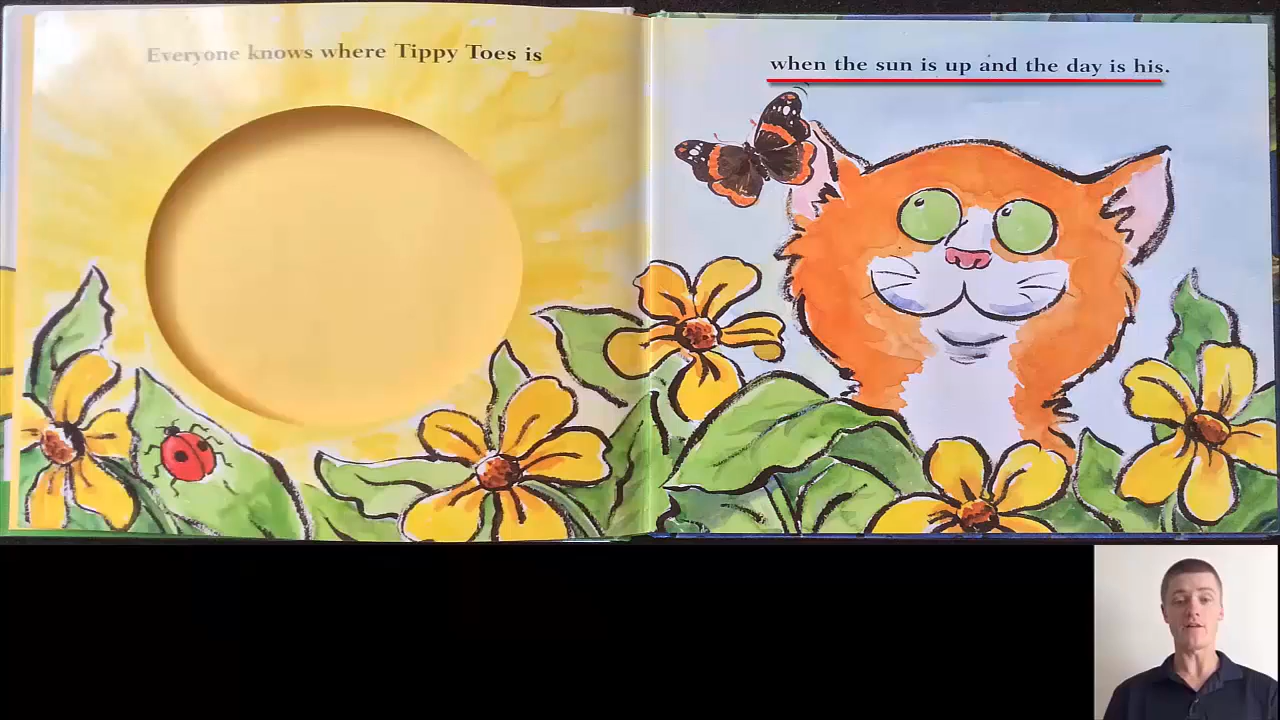 Everyone knows where Tippy Toes is
when the sun is up and the day is his.